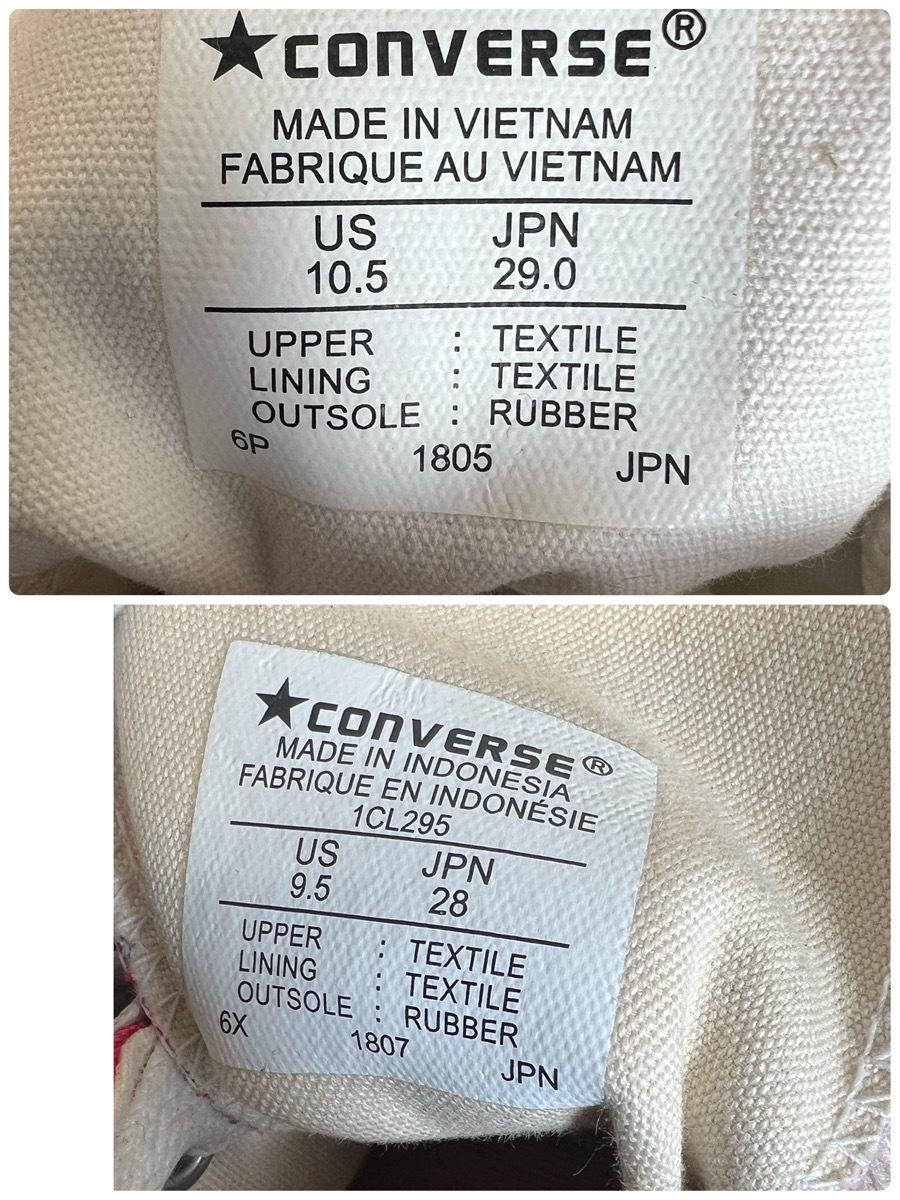 ★CONVERSE®
MADE IN VIETNAM
FABRIQUE AU VIETNAM
US JPN
10.5 29.0
UPPER : TEXTILE
LINING : TEXTILE
OUTSOLE : RUBBER
6P 1805 JPN
★CONVERSE®
MADE IN INDONESIA
FABRIQUE EN INDONÉSIE
1CL295
US JPN
9.5 28
UPPER : TEXTILE
LINING : TEXTILE
OUTSOLE : RUBBER
6X 1807 JPN